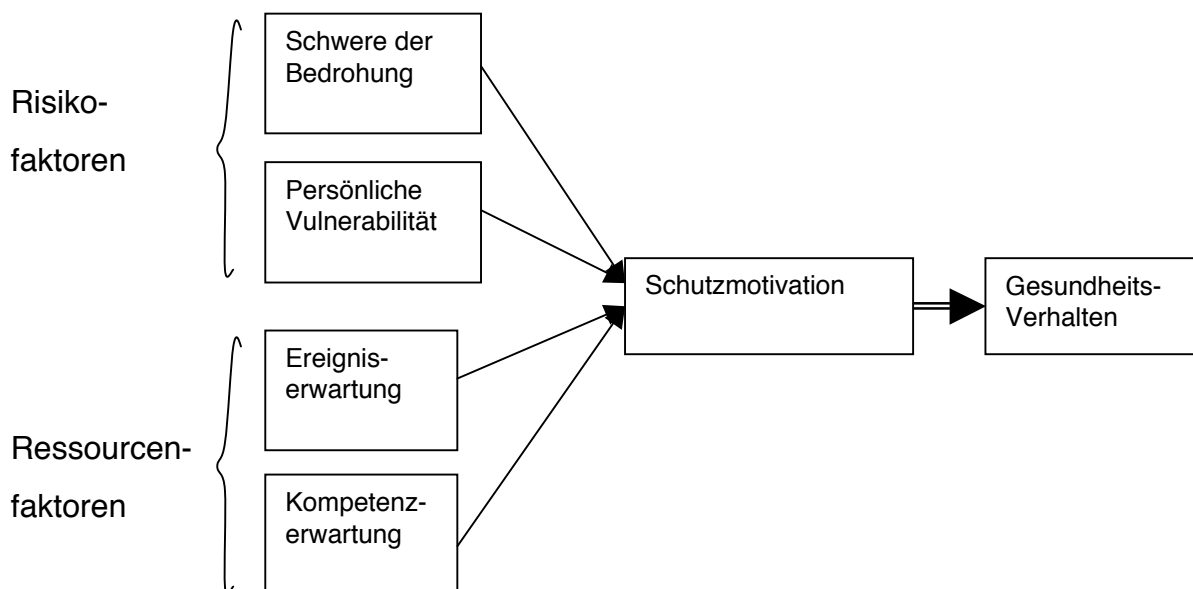 Risiko-
faktoren
Schwere der
Bedrohung
Persönliche
Vulnerabilität
Ressourcen-
faktoren
Ereignis-
erwartung
Kompetenz-
erwartung
Schutzmotivation
Gesundheits-
Verhalten